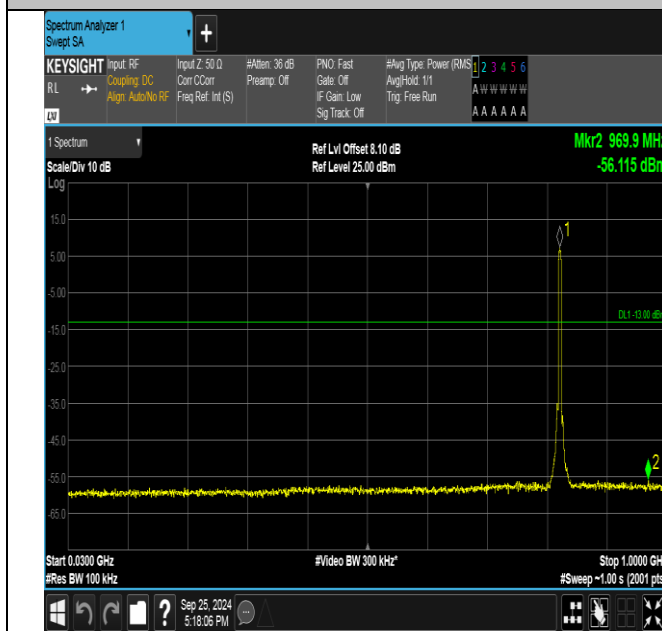 Spectrum Analyzer 1
Swept SA
+
KEYSIGHT
RL
LXI
Input: RF
Coupling: DC
Align: Auto/No RF
Input Z: 50 Ω
Corr CCorr
Freq Ref: Int (S)
#Atten: 36 dB
Preamp: Off
PNO: Fast
Gate: Off
IF Gain: Low
Sig Track: Off
#Avg Type: Power (RMS
Avg|Hold: 1/1
Trig: Free Run
1 2 3 4 5 6
A W W W W W
A A A A A A
1 Spectrum
Scale/Div 10 dB
Log
Ref Lvl Offset 8.10 dB
Ref Level 25.00 dBm
Mkr2 969.9 MHz
-56.115 dBm
15.0
5.00
-5.00
-15.0
-25.0
-35.0
-45.0
-55.0
-65.0
1
DL1 -13.00 dBm
2
Start 0.0300 GHz
#Res BW 100 kHz
#Video BW 300 kHz*
Stop 1.0000 GH
#Sweep ~1.00 s (2001 pts
?
Sep 25, 2024
5:18:06 PM